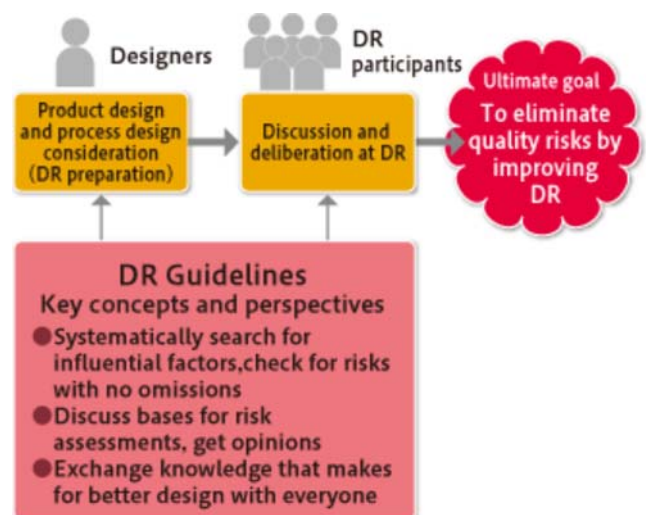 Designers
DR
participants
Product design
and process design
consideration
(DR preparation)
Discussion and
deliberation at DR
Ultimate goal
To eliminate
quality risks by
improving
DR
DR Guidelines
Key concepts and perspectives
●Systematically search for
influential factors,check for risks
with no omissions
●Discuss bases for risk
assessments, get opinions
●Exchange knowledge that makes
for better design with everyone